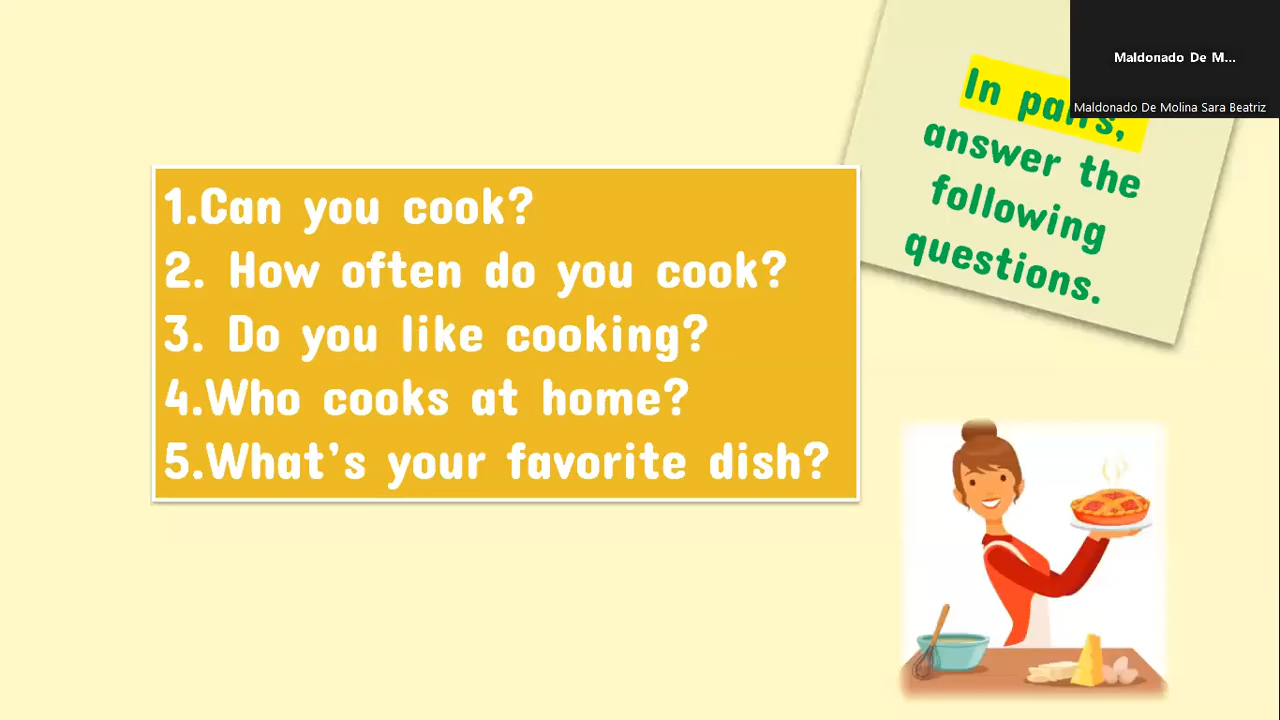 Maldonado De M...
Maldonado De Molina Sara Beatriz
In pairs,
answer the
following
questions.
1.Can you cook?
2. How often do you cook?
3. Do you like cooking?
4.Who cooks at home?
5.What's your favorite dish?